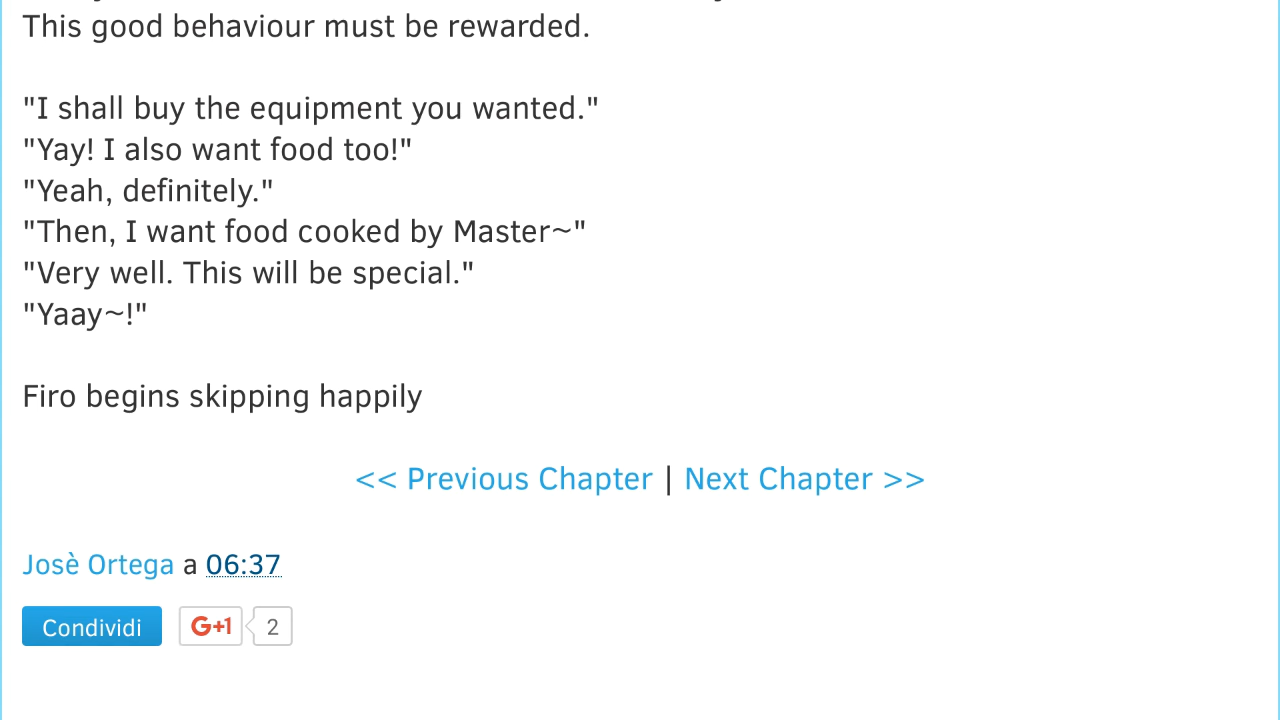 This good behaviour must be rewarded.
"I shall buy the equipment you wanted."
"Yay! I also want food too!"
"Yeah, definitely."
"Then, I want food cooked by Master~"
"Very well. This will be special."
"Yaay~!"
Firo begins skipping happily
<< Previous Chapter | Next Chapter >>
Josè Ortega a 06:37
Condividi G+1 2